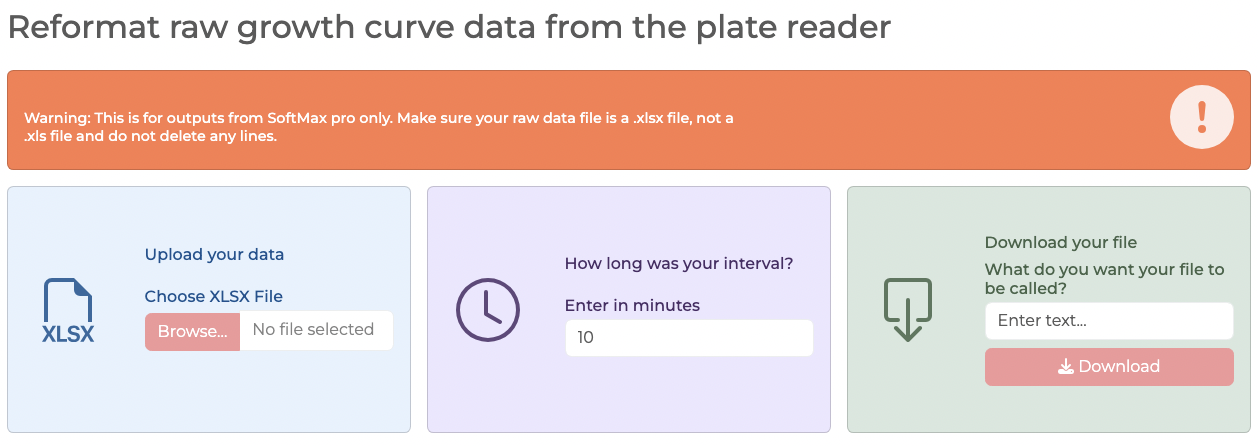 Reformat raw growth curve data from the plate reader
Warning: This is for outputs from SoftMax pro only. Make sure your raw data file is a .xlsx file, not a
.xls file and do not delete any lines.
!
XLSX
Upload your data
Choose XLSX File
Browse...
No file selected
How long was your interval?
Enter in minutes
10
Download your file
What do you want your file to
be called?
Enter text...
Download